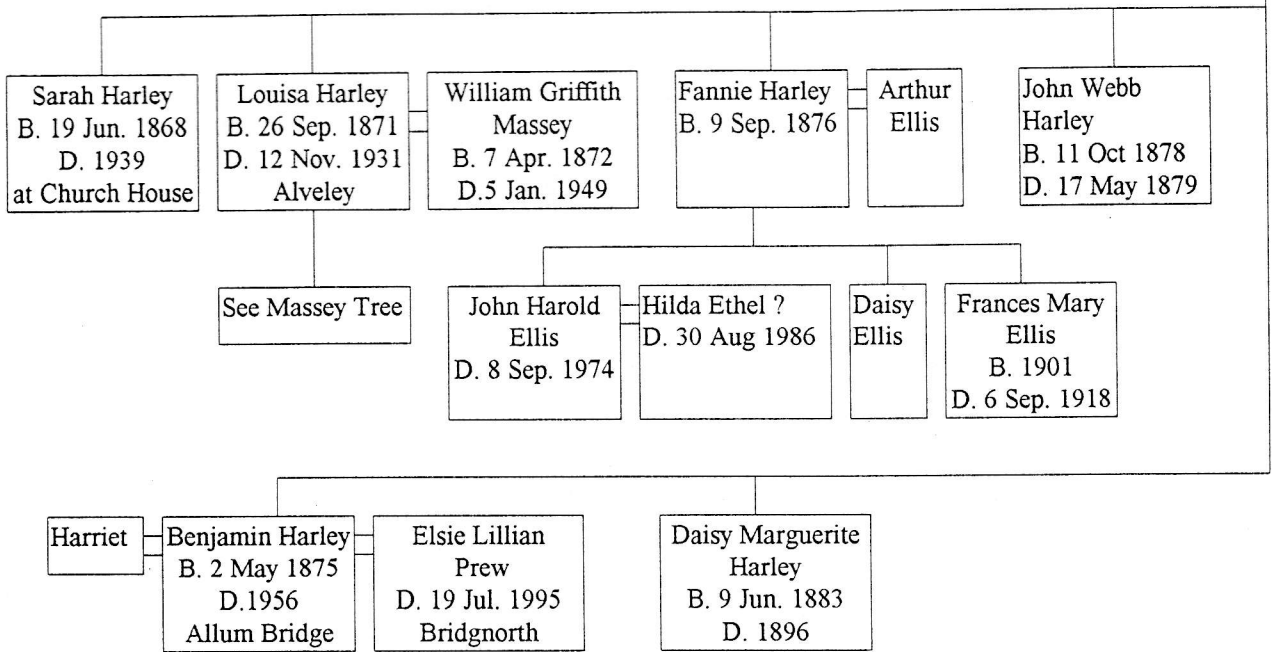 Sarah Harley
B. 19 Jun. 1868
D. 1939
at Church House
Louisa Harley
B. 26 Sep. 1871
D. 12 Nov. 1931
Alveley
William Griffith
Massey
B. 7 Apr. 1872
D.5 Jan. 1949
Fannie Harley
B. 9 Sep. 1876
Arthur
Ellis
John Webb
Harley
B. 11 Oct 1878
D. 17 May 1879
See Massey Tree
John Harold
Ellis
D. 8 Sep. 1974
Hilda Ethel ?
D. 30 Aug 1986
Daisy
Ellis
Frances Mary
Ellis
B. 1901
D. 6 Sep. 1918
Harriet
Benjamin Harley
B. 2 May 1875
D.1956
Allum Bridge
Elsie Lillian
Prew
D. 19 Jul. 1995
Bridgnorth
Daisy Marguerite
Harley
B. 9 Jun. 1883
D. 1896